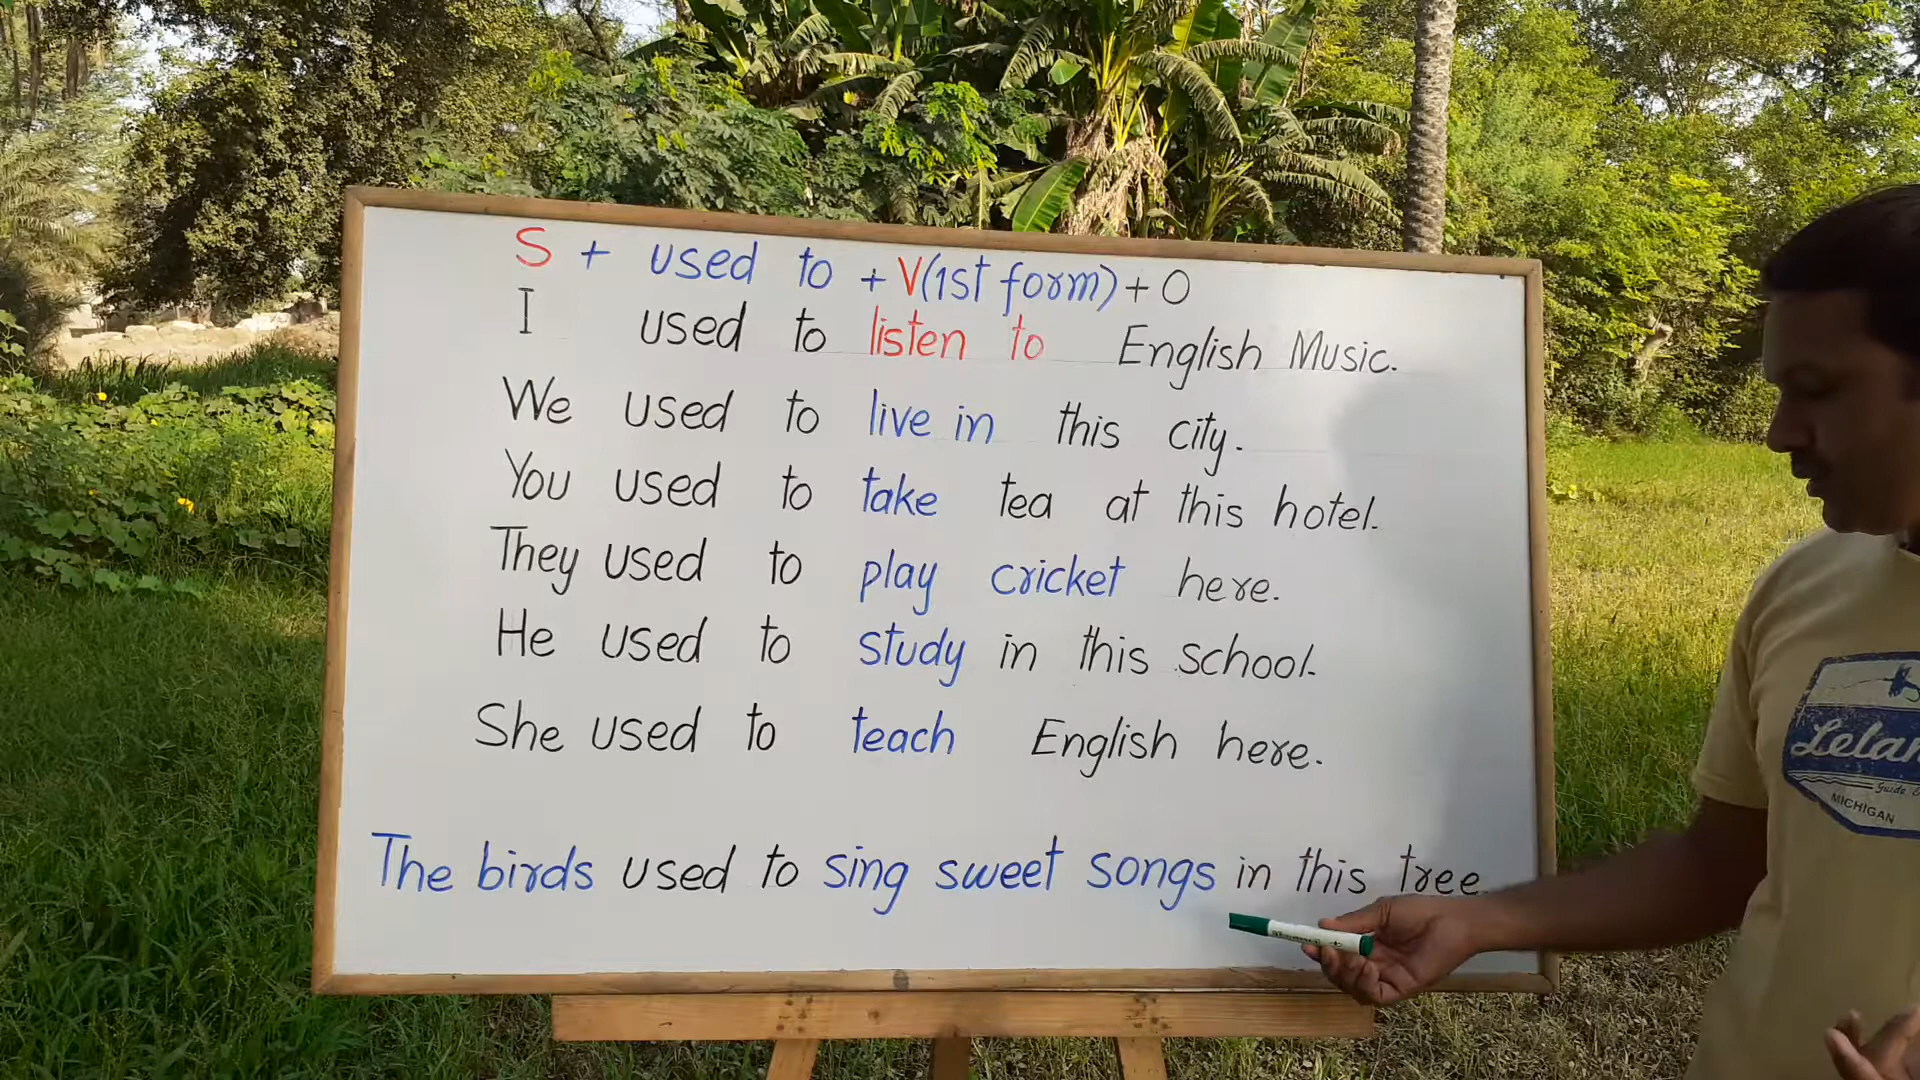 S + used to + V(1st form) + O
I used to listen to English Music.
We used to live in this city.
You used to take tea at this hotel.
They used to play cricket here.
He used to study in this school.
She used to teach English here.
The birds used to sing sweet songs in this tree.
Guide
MICHIGAN